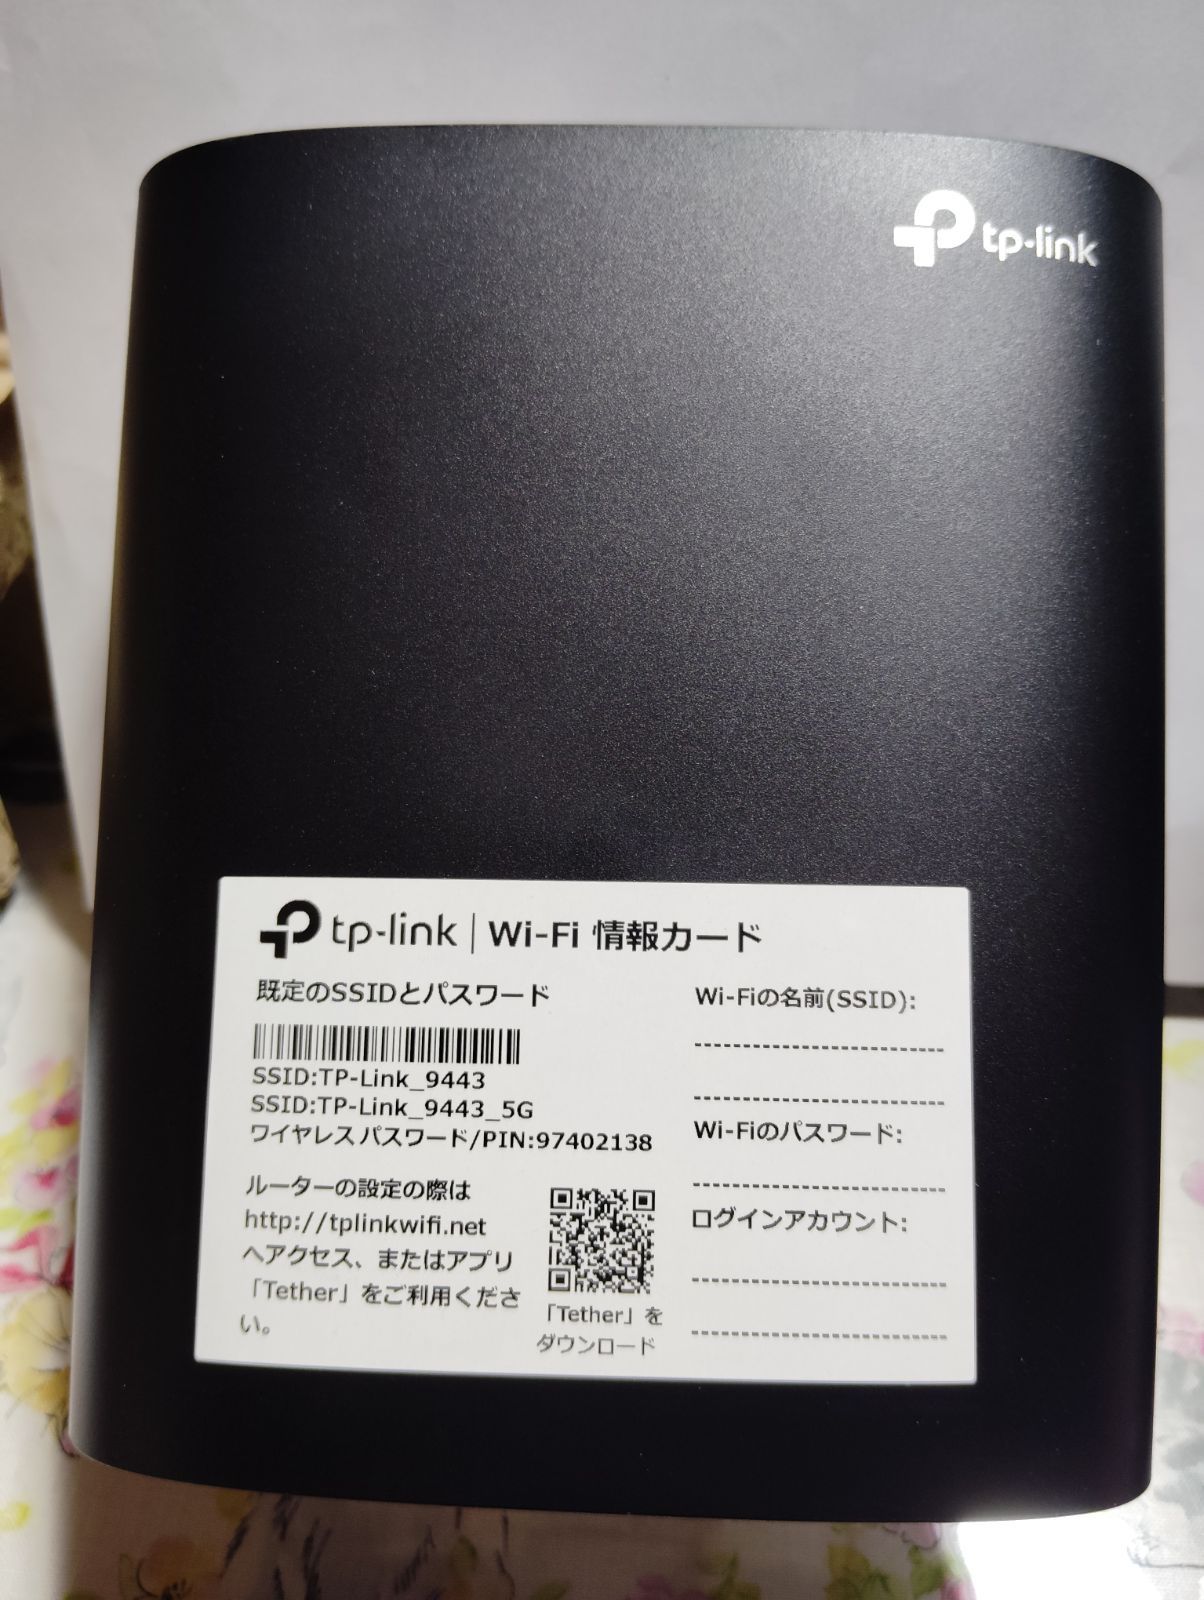 tp-link
tp-link | Wi-Fi 情報カード
既定のSSIDとパスワード
SSID:TP-Link_9443
SSID:TP-Link_9443_5G
ワイヤレスパスワード/PIN:97402138
ルーターの設定の際は
http://tplinkwifi.net
へアクセス、またはアプリ
「Tether」をご利用くださ
い。
「Tether」を
ダウンロード
Wi-Fiの名前(SSID):
Wi-Fiのパスワード:
ログインアカウント: